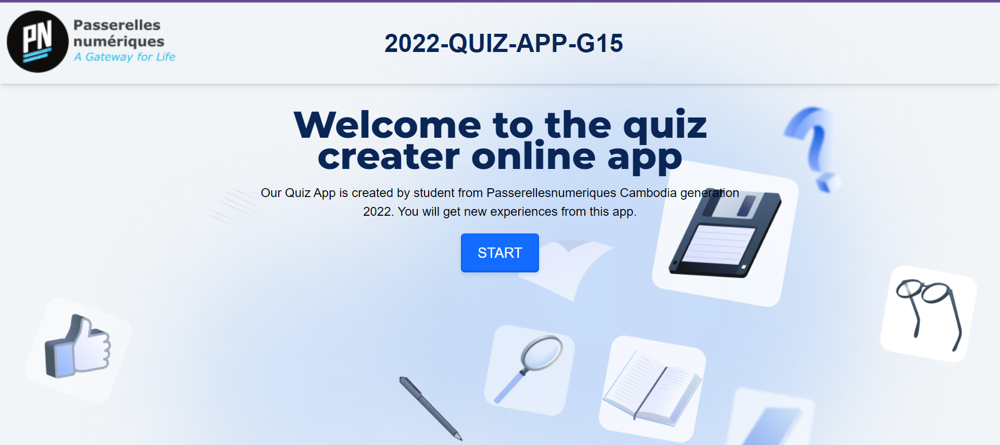 PN
PASSERELLES
NUMERIQUES
Passerelles
numériques
A Gateway for Life
2022-QUIZ-APP-G15
Welcome to the quiz
creater online app
Our Quiz App is created by student from Passerellesnumeriques Cambodia generation
2022. You will get new experiences from this app.
START